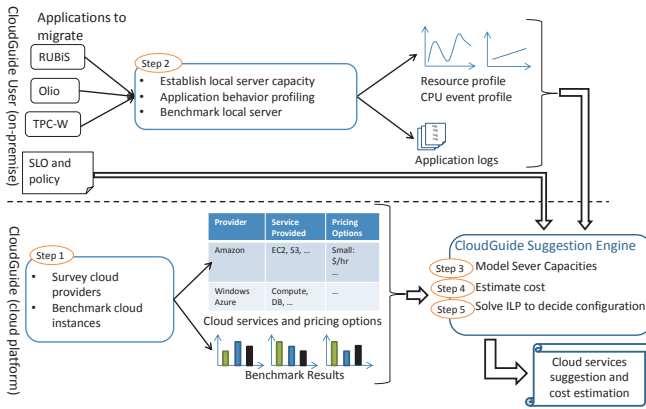 CloudGuide User (on-premise)
Applications to
migrate
RUBiS
Olio
TPC-W
SLO and
policy
Step 2
• Establish local server capacity
• Application behavior profiling
• Benchmark local server
Resource profile
CPU event profile
Application logs
CloudGuide (cloud platform)
Step 1
• Survey cloud
providers
• Benchmark cloud
instances
Provider Service Provided Pricing Options
Amazon EC2, S3, ... Small: $/hr ...
Windows Azure Compute, DB, ... ...
Cloud services and pricing options
Benchmark Results
CloudGuide Suggestion Engine
Step 3 Model Sever Capacities
Step 4 Estimate cost
Step 5 Solve ILP to decide configuration
Cloud services
suggestion and
cost estimation